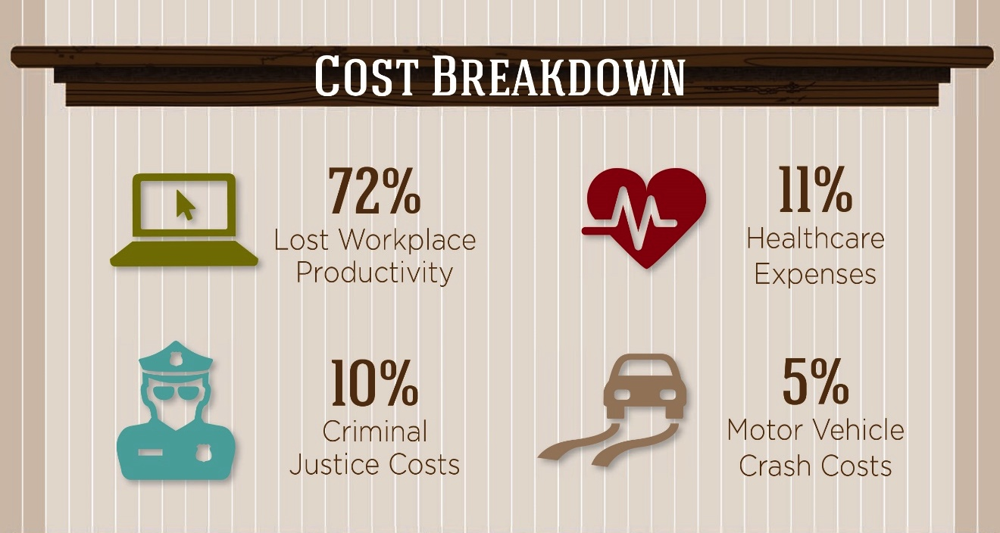 COST BREAKDOWN
72%
Lost Workplace
Productivity
11%
Healthcare
Expenses
10%
Criminal
Justice Costs
5%
Motor Vehicle
Crash Costs